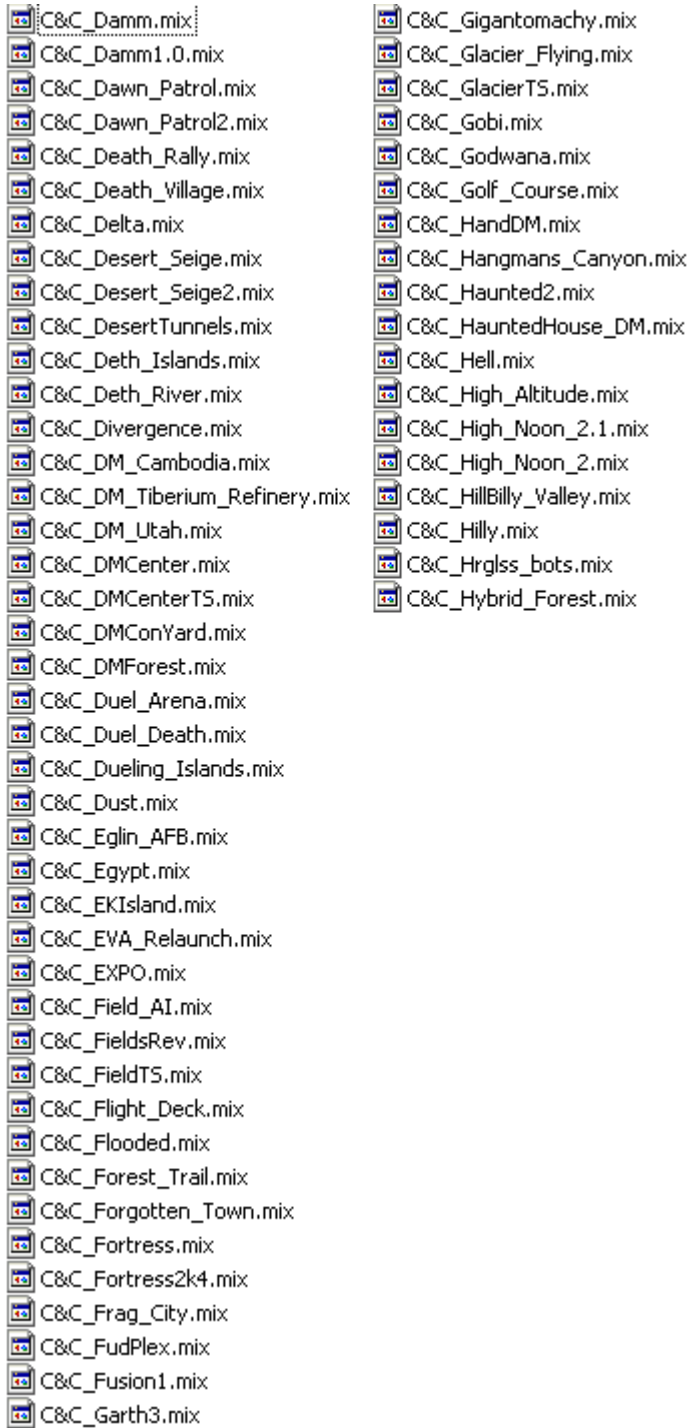 C&C_Damm.mix
C&C_Damm1.0.mix
C&C_Dawn_Patrol.mix
C&C_Dawn_Patrol2.mix
C&C_Death_Rally.mix
C&C_Death_Village.mix
C&C_Delta.mix
C&C_Desert_Seige.mix
C&C_Desert_Seige2.mix
C&C_DesertTunnels.mix
C&C_Deth_Islands.mix
C&C_Deth_River.mix
C&C_Divergence.mix
C&C_DM_Cambodia.mix
C&C_DM_Tiberium_Refinery.mix
C&C_DM_Utah.mix
C&C_DMCenter.mix
C&C_DMCenterTS.mix
C&C_DMConYard.mix
C&C_DMForest.mix
C&C_Duel_Arena.mix
C&C_Duel_Death.mix
C&C_Dueling_Islands.mix
C&C_Dust.mix
C&C_Eglin_AFB.mix
C&C_Egypt.mix
C&C_EKIsland.mix
C&C_EVA_Relaunch.mix
C&C_EXPO.mix
C&C_Field_AI.mix
C&C_FieldsRev.mix
C&C_FieldTS.mix
C&C_Flight_Deck.mix
C&C_Flooded.mix
C&C_Forest_Trail.mix
C&C_Forgotten_Town.mix
C&C_Fortress.mix
C&C_Fortress2k4.mix
C&C_Frag_City.mix
C&C_FudPlex.mix
C&C_Fusion1.mix
C&C_Garth3.mix
C&C_Gigantomachy.mix
C&C_Glacier_Flying.mix
C&C_GlacierTS.mix
C&C_Gobi.mix
C&C_Godwana.mix
C&C_Golf_Course.mix
C&C_HandDM.mix
C&C_Hangmans_Canyon.mix
C&C_Haunted2.mix
C&C_HauntedHouse_DM.mix
C&C_Hell.mix
C&C_High_Altitude.mix
C&C_High_Noon_2.1.mix
C&C_High_Noon_2.mix
C&C_HillBilly_Valley.mix
C&C_Hilly.mix
C&C_Hrglss_bots.mix
C&C_Hybrid_Forest.mix